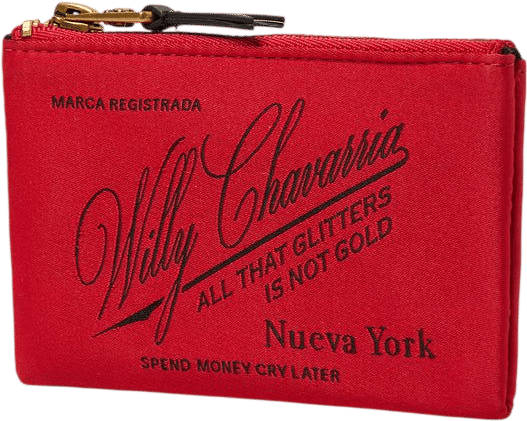 MARCA REGISTRADA
Willy Chavarria
ALL THAT GLITTERS
IS NOT GOLD
Nueva York
SPEND MONEY CRY LATER